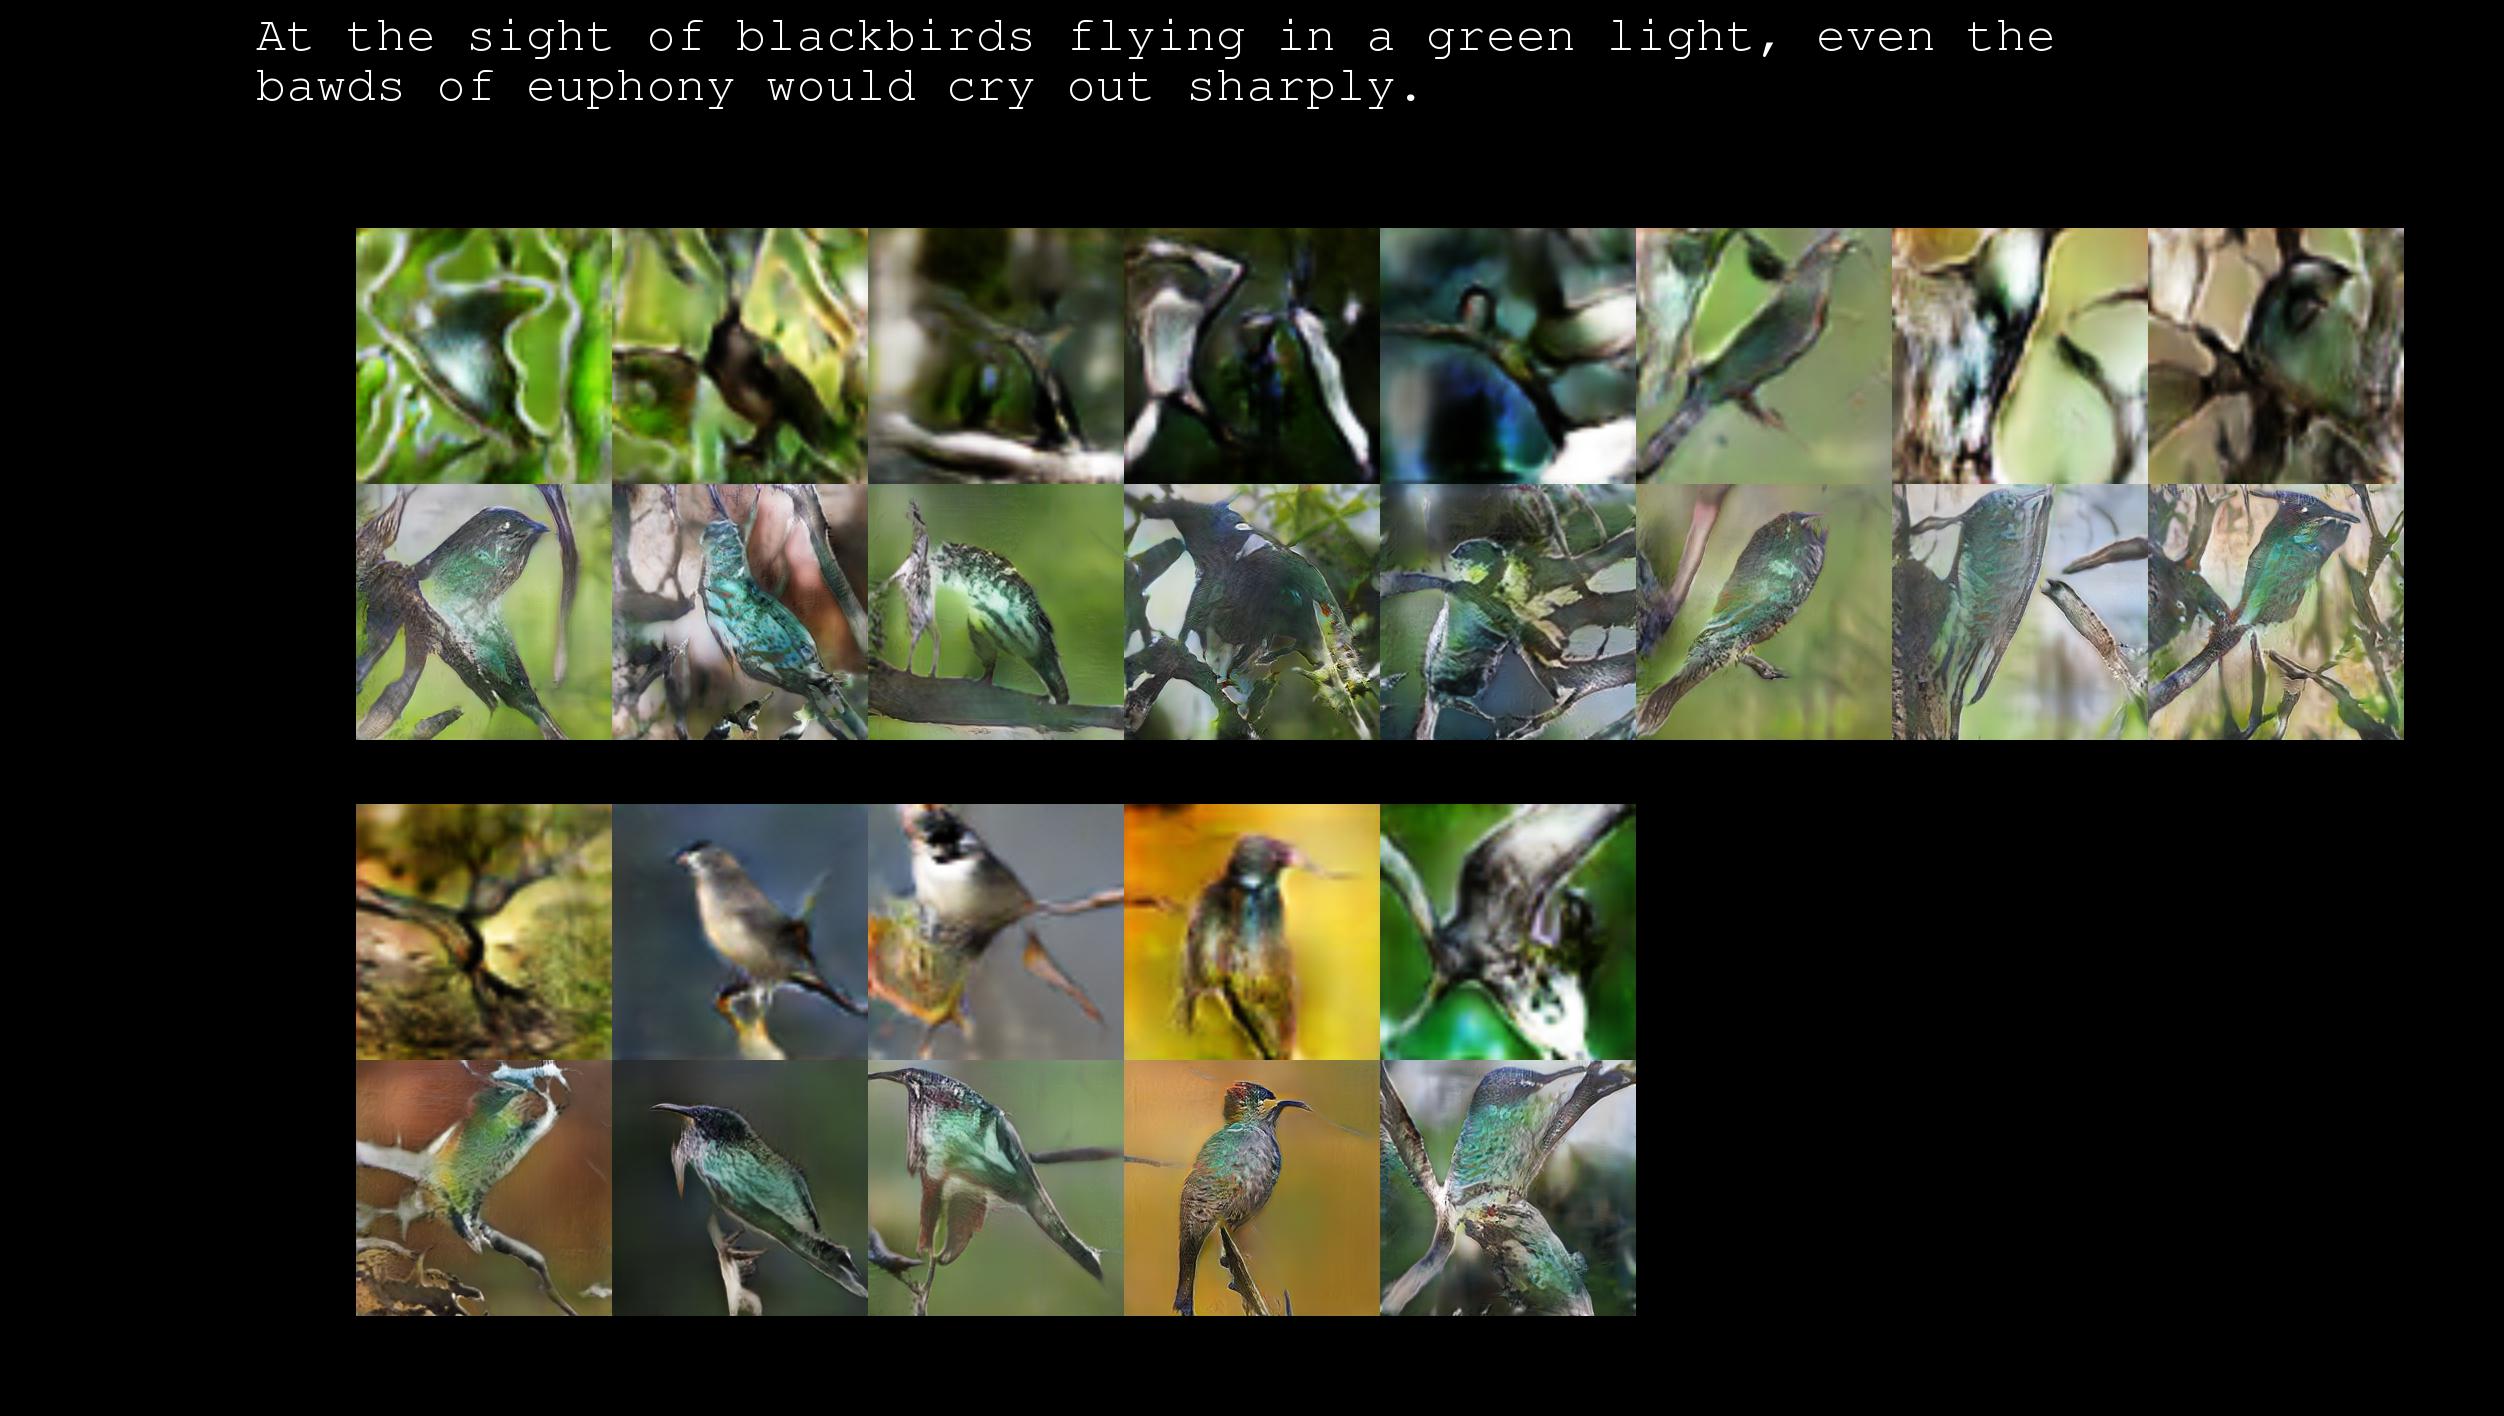 At the sight of blackbirds flying in a green light, even the
bawds of euphony would cry out sharply.